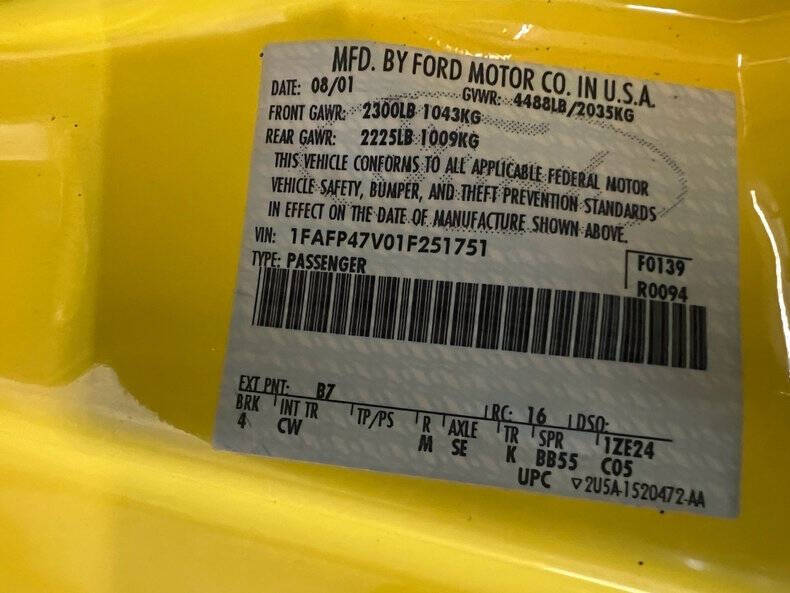 MFD. BY FORD MOTOR CO. IN U.S.A.
DATE: 08/01 GVWR: 4488LB/2035KG
FRONT GAWR: 2300LB 1043KG
REAR GAWR: 2225LB 1009KG
THIS VEHICLE CONFORMS TO ALL APPLICABLE FEDERAL MOTOR
VEHICLE SAFETY, BUMPER, AND THEFT PREVENTION STANDARDS
IN EFFECT ON THE DATE OF MANUFACTURE SHOWN ABOVE.
VIN: 1FAFP47V01F251751
TYPE: PASSENGER F0139
R0094
EXT PNT: B7 RC: 16 DSO:
BRK INT TR TP/PS R AXLE TR SPR 1ZE24
4 CW M SE K BB55 C05
UPC ▽2U5A-1520472-AA